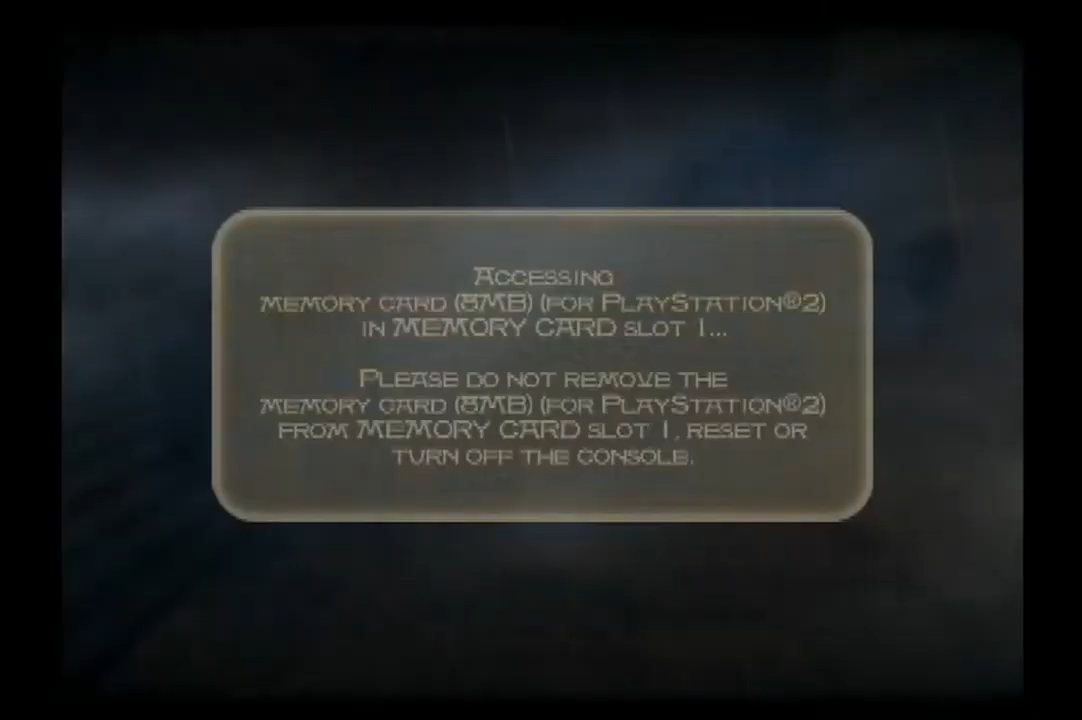 Accessing
memory card (8MB) (for PlayStation®2)
in MEMORY CARD slot 1...
Please do not remove the
memory card (8MB) (for PlayStation®2)
from MEMORY CARD slot 1, reset or
turn off the console.